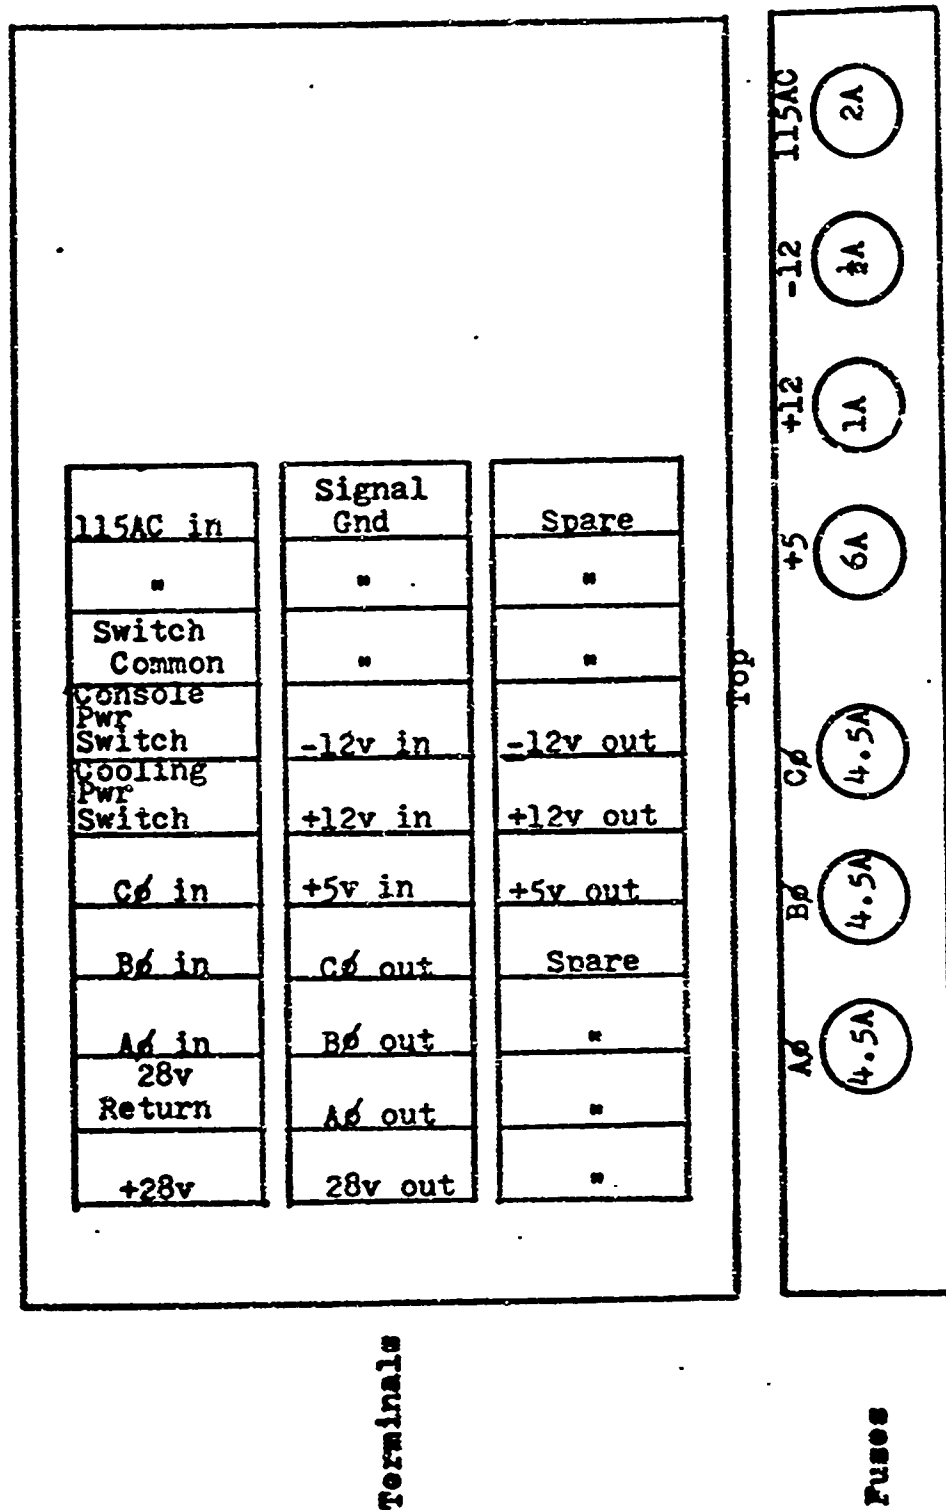 115AC in
"
Switch
Common
Console
Pwr
Switch
Cooling
Pwr
Switch
CØ in
BØ in
AØ in
28v
Return
+28v
Signal
Gnd
"
"
-12v in
+12v in
+5v in
CØ out
BØ out
AØ out
28v out
Spare
"
"
-12v out
+12v out
+5v out
Spare
"
"
"
Top
115AC
2A
-12
½A
+12
1A
+5
6A
CØ
4.5A
BØ
4.5A
AØ
4.5A
Terminals
Fuses